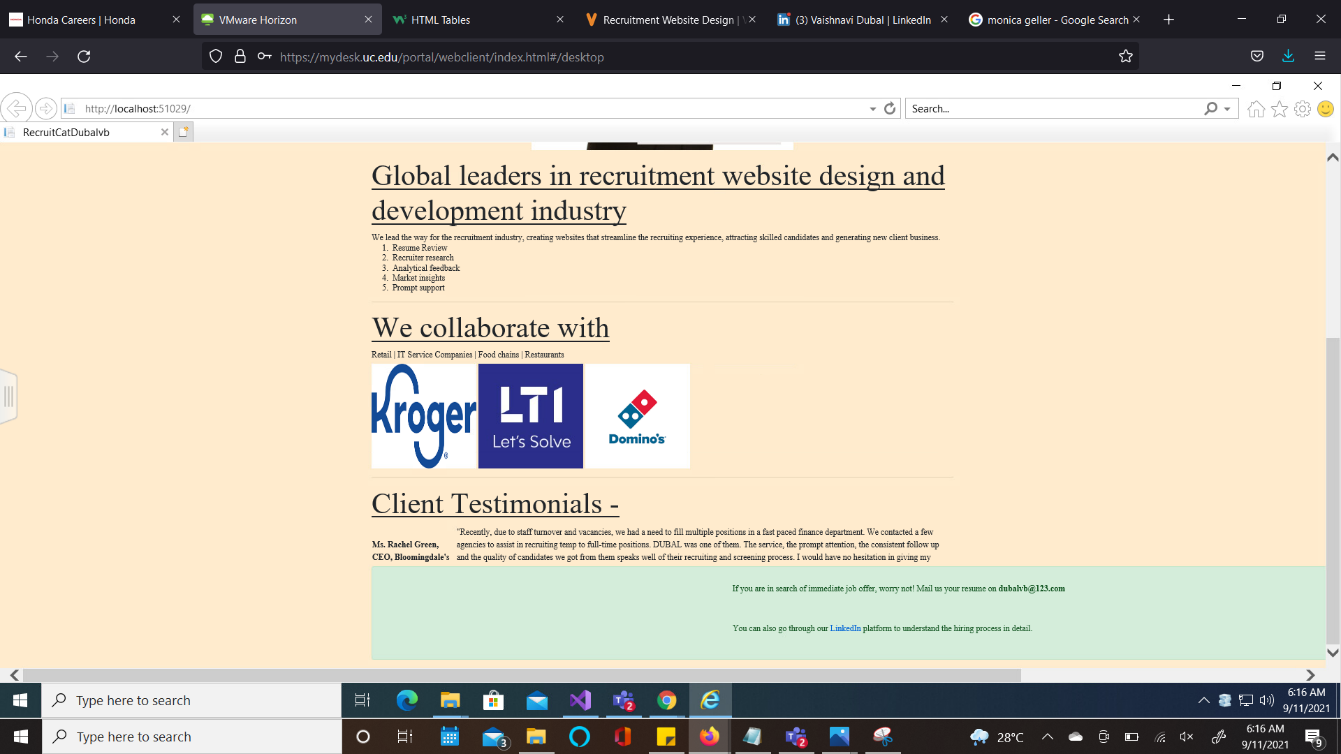 Honda Careers | Honda
VMware Horizon
HTML Tables
Recruitment Website Design | V
(3) Vaishnavi Dubal | LinkedIn
monica geller - Google Search
https://mydesk.uc.edu/portal/webclient/index.html#/desktop
http://localhost:51029/
Search...
RecruitCatDubalvb
Global leaders in recruitment website design and
development industry
We lead the way for the recruitment industry, creating websites that streamline the recruiting experience, attracting skilled candidates and generating new client business.
1. Resume Review
2. Recruiter research
3. Analytical feedback
4. Market insights
5. Prompt support
We collaborate with
Retail | IT Service Companies | Food chains | Restaurants
Kroger
LTI
Let's Solve
Domino's
Client Testimonials -
Ms. Rachel Green,
CEO, Bloomingdale's
"Recently, due to staff turnover and vacancies, we had a need to fill multiple positions in a fast paced finance department. We contacted a few
agencies to assist in recruiting temp to full-time positions. DUBAL was one of them. The service, the prompt attention, the consistent follow up
and the quality of candidates we got from them speaks well of their recruiting and screening process. I would have no hesitation in giving my
If you are in search of immediate job offer, worry not! Mail us your resume on dubalvb@123.com
You can also go through our LinkedIn platform to understand the hiring process in detail.
Type here to search
2
6:16 AM
9/11/2021
Type here to search
3
2
28°C
6:16 AM
9/11/2021
9